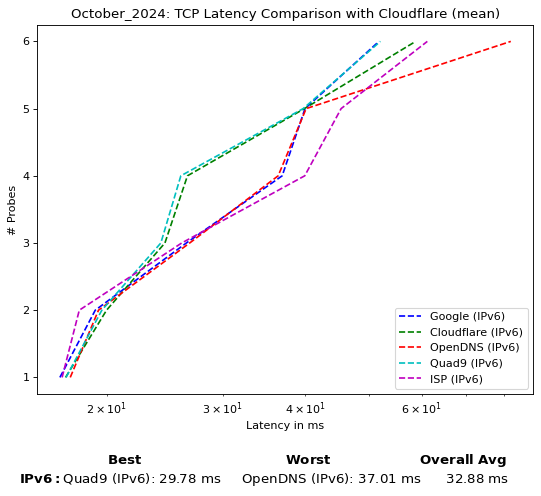 October_2024: TCP Latency Comparison with Cloudflare (mean)
6
5
4
3
2
1
# Probes
Google (IPv6)
Cloudflare (IPv6)
OpenDNS (IPv6)
Quad9 (IPv6)
ISP (IPv6)
2 × 10¹ 3 × 10¹ 4 × 10¹ 6 × 10¹
Latency in ms
Best Worst Overall Avg
IPv6: Quad9 (IPv6): 29.78 ms OpenDNS (IPv6): 37.01 ms 32.88 ms